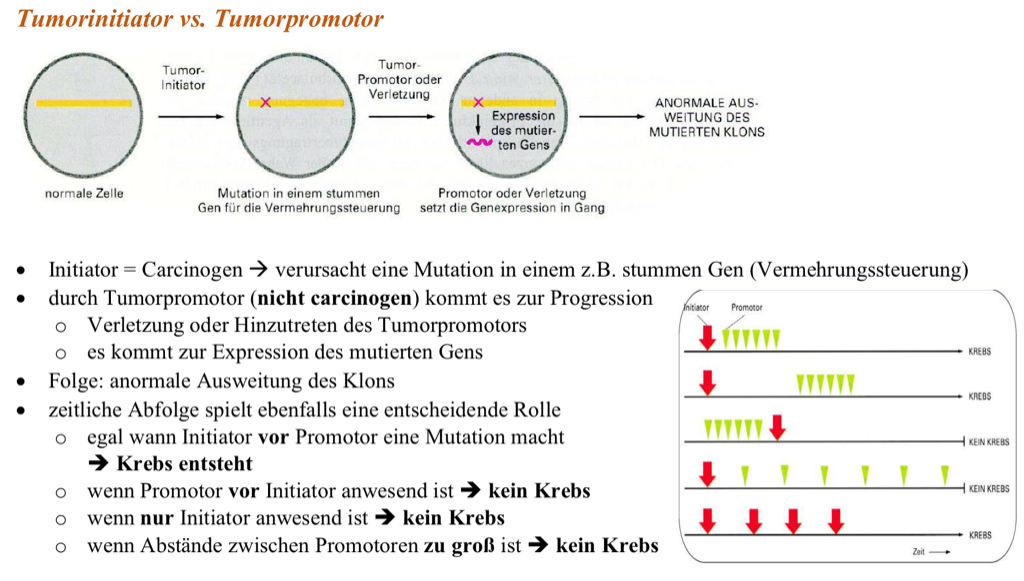 Tumorinitiator vs. Tumorpromotor
Tumor-
Initiator
Tumor-
Promotor oder
Verletzung
Expression
des mutier-
ten Gens
ANORMALE AUS-
WEITUNG DES
MUTIERTEN KLONS
normale Zelle
Mutation in einem stummen
Gen für die Vermehrungssteuerung
Promotor oder Verletzung
setzt die Genexpression in Gang
• Initiator = Carcinogen → verursacht eine Mutation in einem z.B. stummen Gen (Vermehrungssteuerung)
• durch Tumorpromotor (nicht carcinogen) kommt es zur Progression
o Verletzung oder Hinzutreten des Tumorpromotors
o es kommt zur Expression des mutierten Gens
• Folge: anormale Ausweitung des Klons
• zeitliche Abfolge spielt ebenfalls eine entscheidende Rolle
o egal wann Initiator vor Promotor eine Mutation macht
→ Krebs entsteht
o wenn Promotor vor Initiator anwesend ist → kein Krebs
o wenn nur Initiator anwesend ist → kein Krebs
o wenn Abstände zwischen Promotoren zu groß ist → kein Krebs
Initiator Promotor
KREBS
KREBS
KEIN KREBS
KEIN KREBS
KREBS
Zeit →